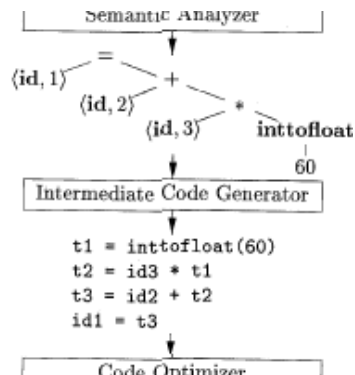 Semantic Analyzer
=
⟨id, 1⟩ +
⟨id, 2⟩ *
⟨id, 3⟩ inttofloat
60
Intermediate Code Generator
t1 = inttofloat(60)
t2 = id3 * t1
t3 = id2 + t2
id1 = t3
Code Optimizer